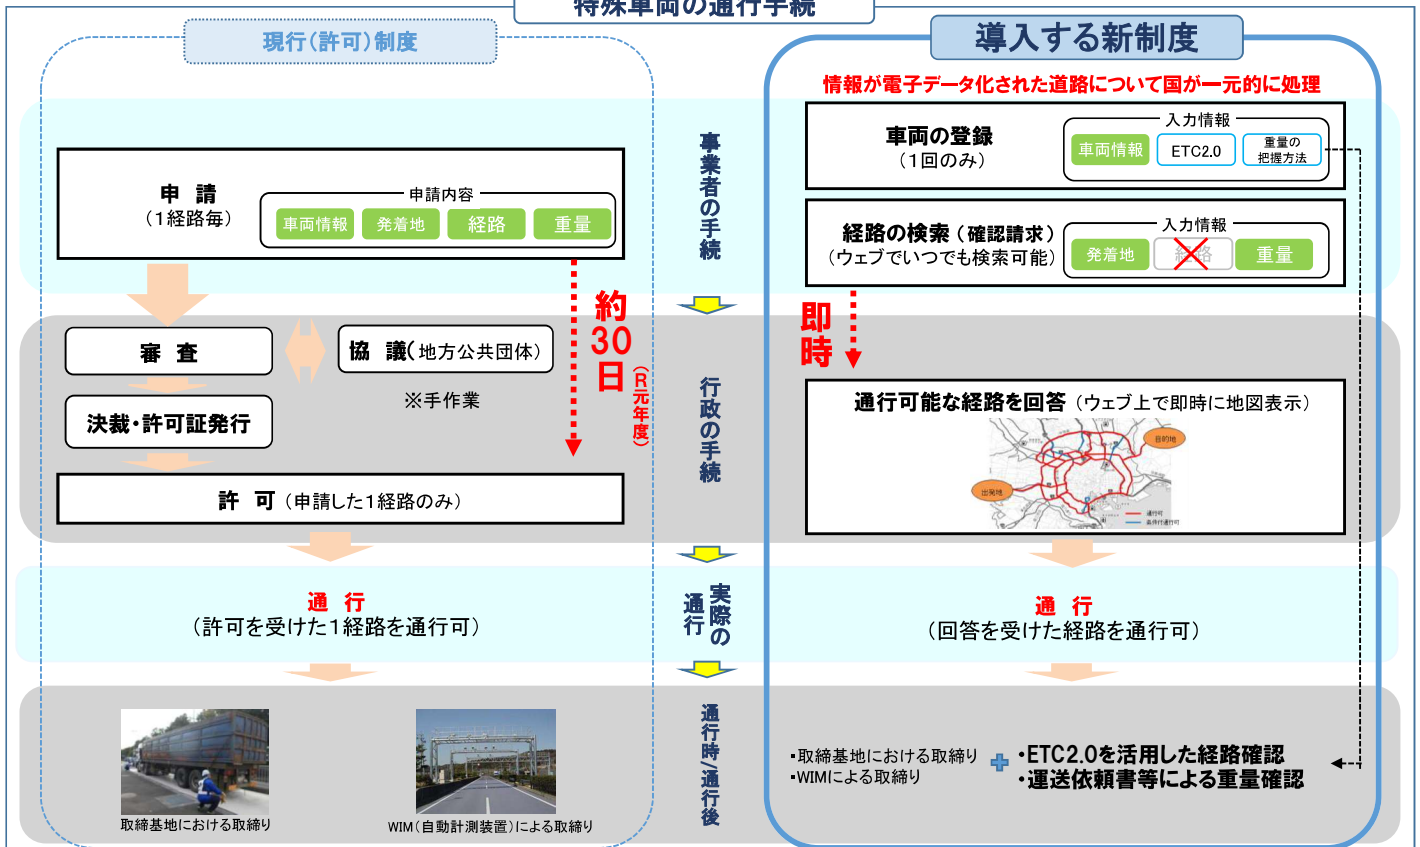 特殊車両の通行手続
現行(許可)制度
申 請
(1経路毎)
申請内容
車両情報
発着地
経路
重量
審 査
協 議(地方公共団体)
※手作業
決裁・許可証発行
約30日
(R元年度)
許 可 (申請した1経路のみ)
通 行
(許可を受けた1経路を通行可)
取締基地における取締り
WIM(自動計測装置)による取締り
事業者の手続
行政の手続
実際の
通行
通行時/通行後
導入する新制度
情報が電子データ化された道路について国が一元的に処理
車両の登録
(1回のみ)
入力情報
車両情報
ETC2.0
重量の
把握方法
経路の検索(確認請求)
(ウェブでいつでも検索可能)
入力情報
発着地
経路
重量
即時
通行可能な経路を回答 (ウェブ上で即時に地図表示)
目的地
出発地
通行可
条件付通行可
通 行
(回答を受けた経路を通行可)
・取締基地における取締り
・WIMによる取締り
・ETC2.0を活用した経路確認
・運送依頼書等による重量確認